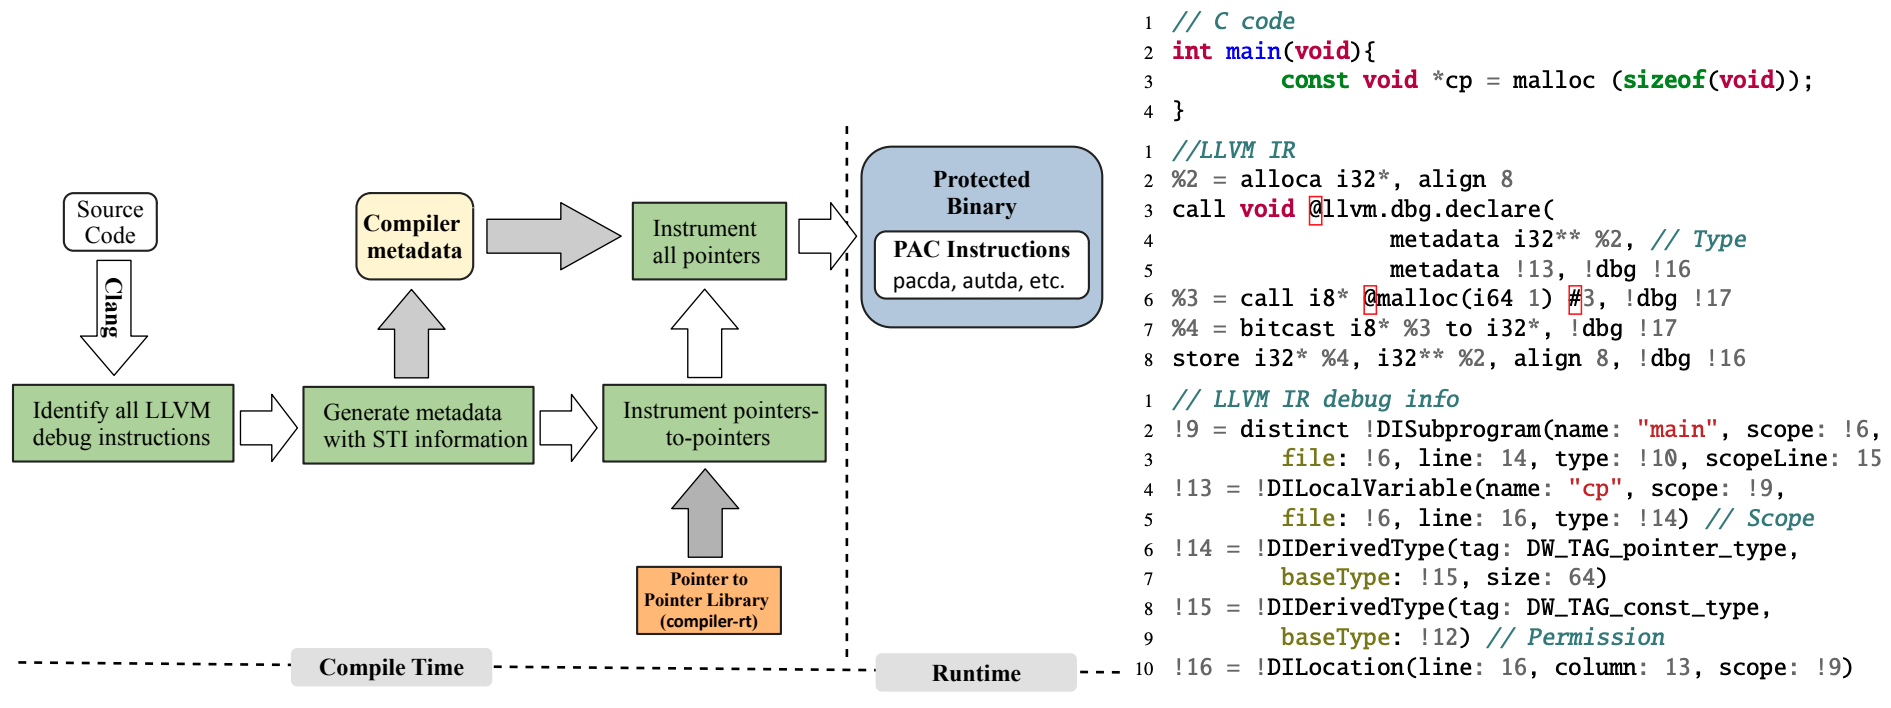 Source
Code
Clang
Identify all LLVM
debug instructions
Generate metadata
with STI information
Compiler
metadata
Instrument pointers-
to-pointers
Pointer to
Pointer Library
(compiler-rt)
Instrument
all pointers
Protected
Binary
PAC Instructions
pacda, autda, etc.
Compile Time
Runtime
1 // C code
2 int main(void){
3 const void *cp = malloc (sizeof(void));
4 }
1 //LLVM IR
2 %2 = alloca i32*, align 8
3 call void @llvm.dbg.declare(
4 metadata i32** %2, // Type
5 metadata !13, !dbg !16
6 %3 = call i8* @malloc(i64 1) #3, !dbg !17
7 %4 = bitcast i8* %3 to i32*, !dbg !17
8 store i32* %4, i32** %2, align 8, !dbg !16
1 // LLVM IR debug info
2 !9 = distinct !DISubprogram(name: "main", scope: !6,
3 file: !6, line: 14, type: !10, scopeLine: 15
4 !13 = !DILocalVariable(name: "cp", scope: !9,
5 file: !6, line: 16, type: !14) // Scope
6 !14 = !DIDerivedType(tag: DW_TAG_pointer_type,
7 baseType: !15, size: 64)
8 !15 = !DIDerivedType(tag: DW_TAG_const_type,
9 baseType: !12) // Permission
10 !16 = !DILocation(line: 16, column: 13, scope: !9)